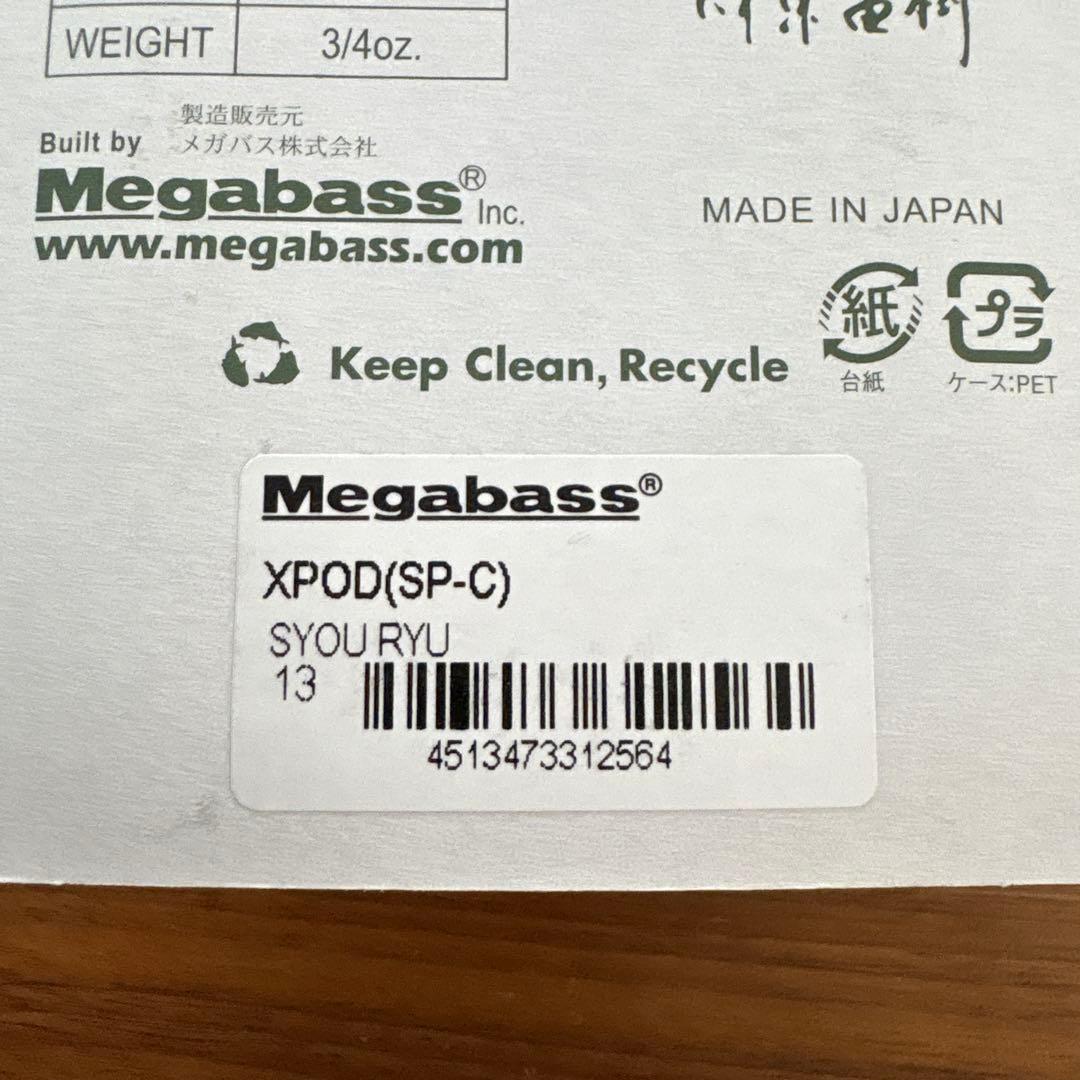 WEIGHT 3/4oz.
製造販売元
Built by メガバス株式会社
Megabass® Inc.
www.megabass.com
MADE IN JAPAN
紙 プラ
Keep Clean, Recycle
台紙 ケース:PET
Megabass®
XPOD(SP-C)
SYOU RYU
13
4513473312564